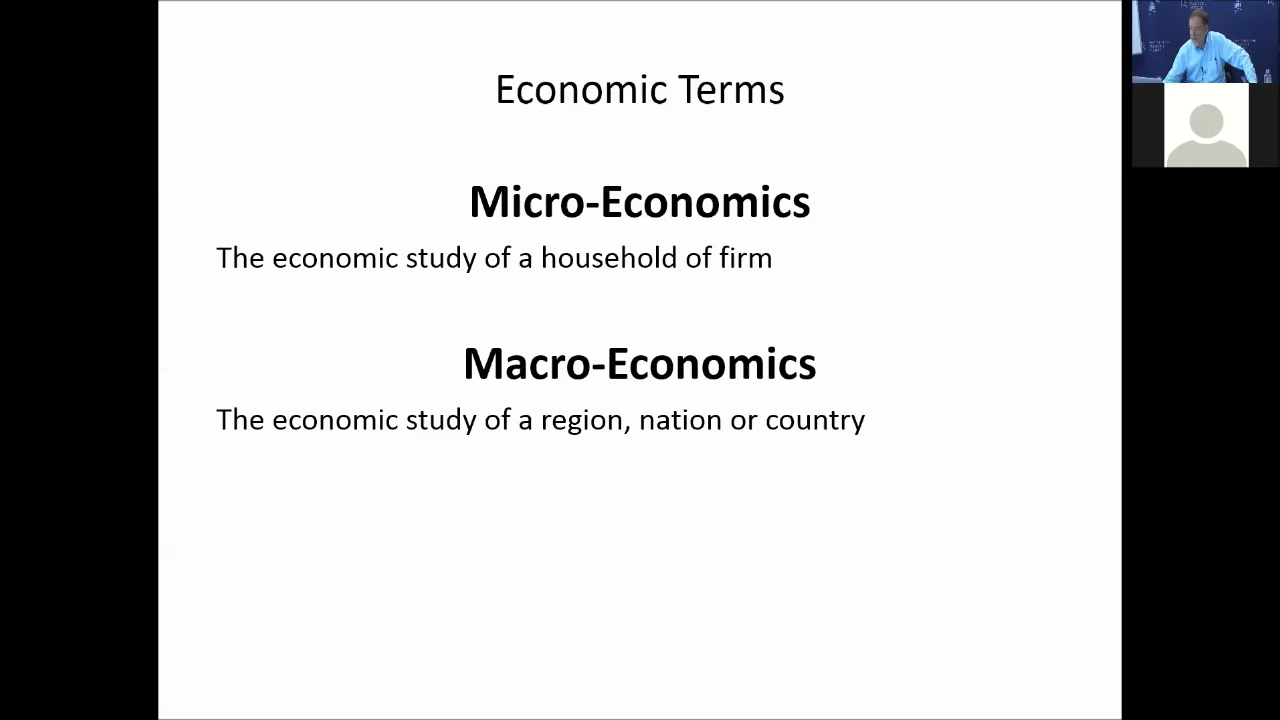 Economic Terms
Micro-Economics
The economic study of a household of firm
Macro-Economics
The economic study of a region, nation or country